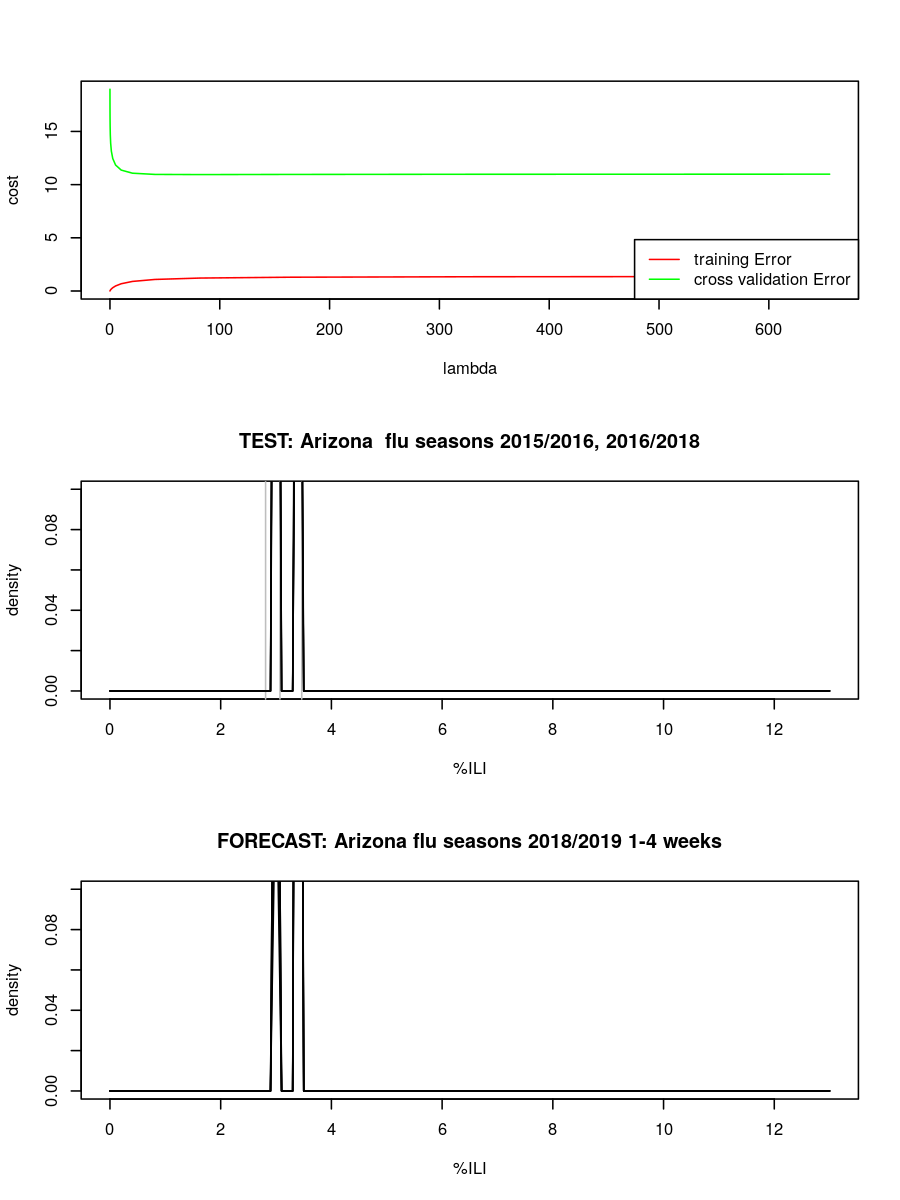 15
10
5
0
cost
training Error
cross validation Error
0 100 200 300 400 500 600
lambda
TEST: Arizona  flu seasons 2015/2016, 2016/2018
0.08
0.04
0.00
density
0 2 4 6 8 10 12
%ILI
FORECAST: Arizona flu seasons 2018/2019 1-4 weeks
0.08
0.04
0.00
density
0 2 4 6 8 10 12
%ILI